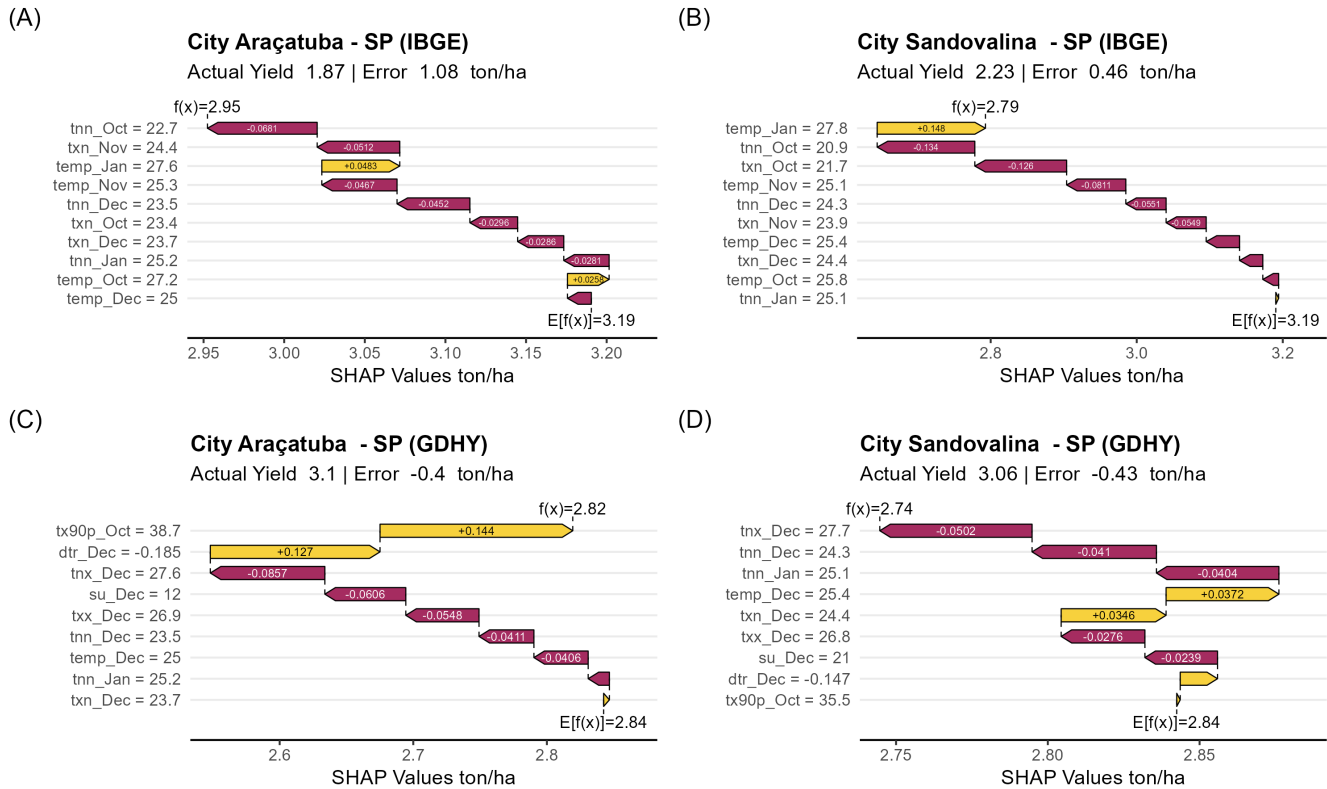 (A)
City Araçatuba - SP (IBGE)
Actual Yield 1.87 | Error 1.08 ton/ha
f(x)=2.95
tnn_Oct = 22.7
-0.0681
txn_Nov = 24.4
-0.0512
temp_Jan = 27.6
+0.0483
temp_Nov = 25.3
-0.0467
tnn_Dec = 23.5
-0.0452
txn_Oct = 23.4
-0.0296
txn_Dec = 23.7
-0.0286
tnn_Jan = 25.2
-0.0281
temp_Oct = 27.2
+0.0258
temp_Dec = 25
E[f(x)]=3.19
2.95 3.00 3.05 3.10 3.15 3.20
SHAP Values ton/ha
(B)
City Sandovalina - SP (IBGE)
Actual Yield 2.23 | Error 0.46 ton/ha
f(x)=2.79
temp_Jan = 27.8
+0.148
tnn_Oct = 20.9
-0.134
txn_Oct = 21.7
-0.126
temp_Nov = 25.1
-0.0811
tnn_Dec = 24.3
-0.0551
txn_Nov = 23.9
-0.0549
temp_Dec = 25.4
txn_Dec = 24.4
temp_Oct = 25.8
tnn_Jan = 25.1
E[f(x)]=3.19
2.8 3.0 3.2
SHAP Values ton/ha
(C)
City Araçatuba - SP (GDHY)
Actual Yield 3.1 | Error -0.4 ton/ha
f(x)=2.82
tx90p_Oct = 38.7
+0.144
dtr_Dec = -0.185
+0.127
tnx_Dec = 27.6
-0.0857
su_Dec = 12
-0.0606
txx_Dec = 26.9
-0.0548
tnn_Dec = 23.5
-0.0411
temp_Dec = 25
-0.0406
tnn_Jan = 25.2
txn_Dec = 23.7
E[f(x)]=2.84
2.6 2.7 2.8
SHAP Values ton/ha
(D)
City Sandovalina - SP (GDHY)
Actual Yield 3.06 | Error -0.43 ton/ha
f(x)=2.74
tnx_Dec = 27.7
-0.0502
tnn_Dec = 24.3
-0.041
tnn_Jan = 25.1
-0.0404
temp_Dec = 25.4
+0.0372
txn_Dec = 24.4
+0.0346
txx_Dec = 26.8
-0.0276
su_Dec = 21
-0.0239
dtr_Dec = -0.147
tx90p_Oct = 35.5
E[f(x)]=2.84
2.75 2.80 2.85
SHAP Values ton/ha